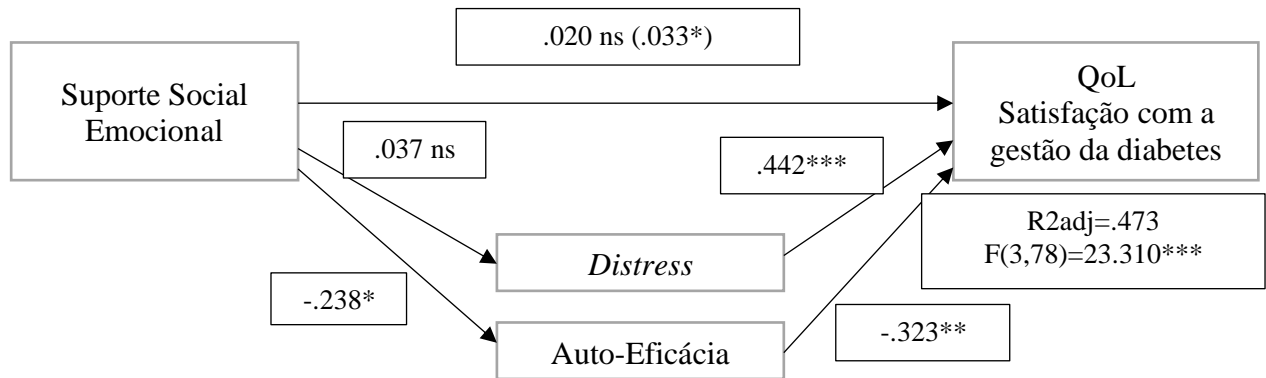 .020 ns (.033*)
Suporte Social
Emocional
QoL
Satisfação com a
gestão da diabetes
.037 ns
.442***
R2adj=.473
F(3,78)=23.310***
Distress
-.238*
-.323**
Auto-Eficácia